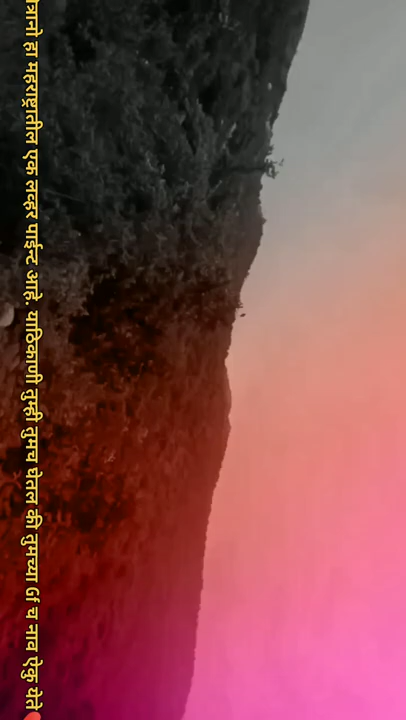 मित्रानो हा महाराष्ट्रातील एक लव्हर पाईन्ट आहे. याठिकाणी तुम्ही तुमच घेतल की तुमच्या Gf च नाव ऐकू येते